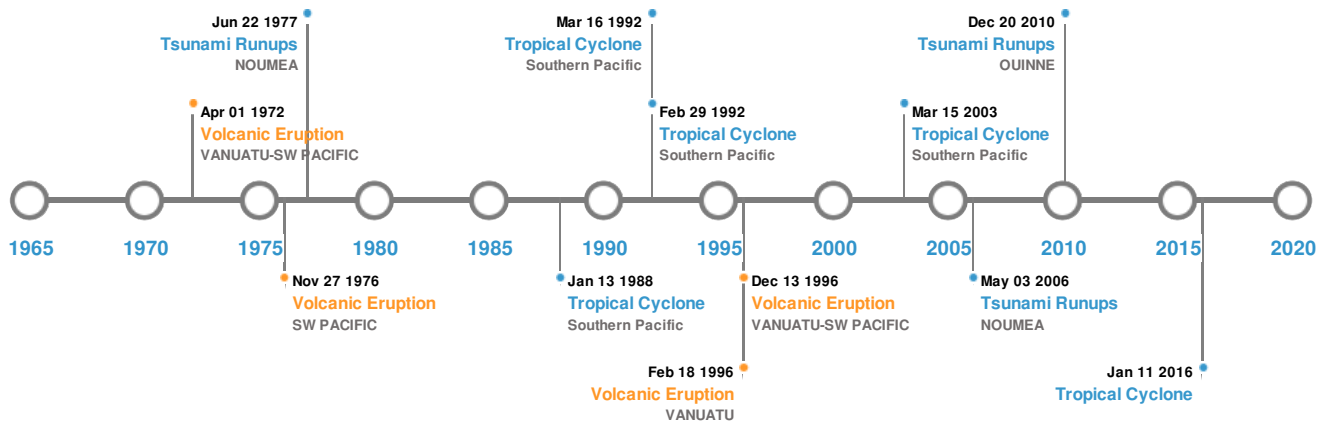 Jun 22 1977
Tsunami Runups
NOUMEA
Mar 16 1992
Tropical Cyclone
Southern Pacific
Dec 20 2010
Tsunami Runups
OUINNE
Apr 01 1972
Volcanic Eruption
VANUATU-SW PACIFIC
Feb 29 1992
Tropical Cyclone
Southern Pacific
Mar 15 2003
Tropical Cyclone
Southern Pacific
1965 1970 1975 1980 1985 1990 1995 2000 2005 2010 2015 2020
Nov 27 1976
Volcanic Eruption
SW PACIFIC
Jan 13 1988
Tropical Cyclone
Southern Pacific
Dec 13 1996
Volcanic Eruption
VANUATU-SW PACIFIC
May 03 2006
Tsunami Runups
NOUMEA
Feb 18 1996
Volcanic Eruption
VANUATU
Jan 11 2016
Tropical Cyclone